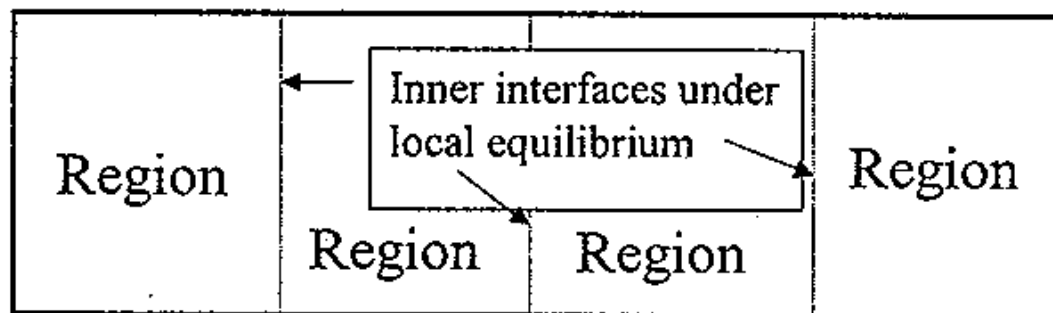 Inner interfaces under
local equilibrium
Region
Region
Region
Region